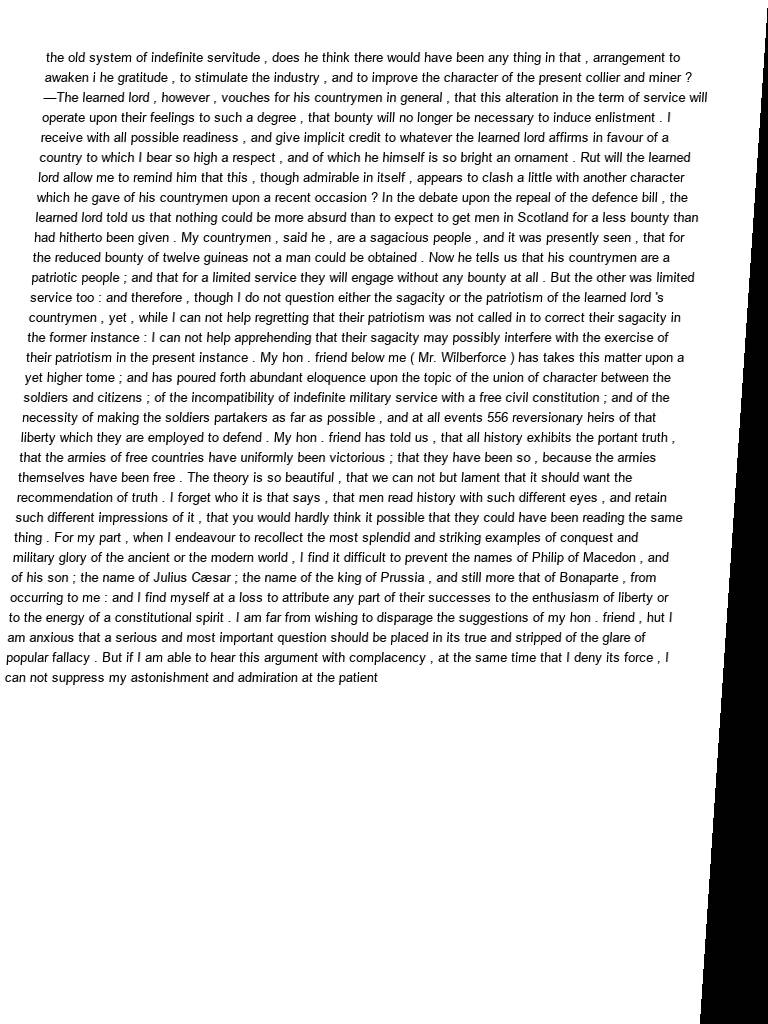 the old system of indefinite servitude , does he think there would have been any thing in that , arrangement to
awaken i he gratitude , to stimulate the industry , and to improve the character of the present collier and miner ?
—The learned lord , however , vouches for his countrymen in general , that this alteration in the term of service will
operate upon their feelings to such a degree , that bounty will no longer be necessary to induce enlistment . I
receive with all possible readiness , and give implicit credit to whatever the learned lord affirms in favour of a
country to which I bear so high a respect , and of which he himself is so bright an ornament . Rut will the learned
lord allow me to remind him that this , though admirable in itself , appears to clash a little with another character
which he gave of his countrymen upon a recent occasion ? In the debate upon the repeal of the defence bill , the
learned lord told us that nothing could be more absurd than to expect to get men in Scotland for a less bounty than
had hitherto been given . My countrymen , said he , are a sagacious people , and it was presently seen , that for
the reduced bounty of twelve guineas not a man could be obtained . Now he tells us that his countrymen are a
patriotic people ; and that for a limited service they will engage without any bounty at all . But the other was limited
service too : and therefore , though I do not question either the sagacity or the patriotism of the learned lord 's
countrymen , yet , while I can not help regretting that their patriotism was not called in to correct their sagacity in
the former instance : I can not help apprehending that their sagacity may possibly interfere with the exercise of
their patriotism in the present instance . My hon . friend below me ( Mr. Wilberforce ) has takes this matter upon a
yet higher tome ; and has poured forth abundant eloquence upon the topic of the union of character between the
soldiers and citizens ; of the incompatibility of indefinite military service with a free civil constitution ; and of the
necessity of making the soldiers partakers as far as possible , and at all events 556 reversionary heirs of that
liberty which they are employed to defend . My hon . friend has told us , that all history exhibits the portant truth ,
that the armies of free countries have uniformly been victorious ; that they have been so , because the armies
themselves have been free . The theory is so beautiful , that we can not but lament that it should want the
recommendation of truth . I forget who it is that says , that men read history with such different eyes , and retain
such different impressions of it , that you would hardly think it possible that they could have been reading the same
thing . For my part , when I endeavour to recollect the most splendid and striking examples of conquest and
military glory of the ancient or the modern world , I find it difficult to prevent the names of Philip of Macedon , and
of his son ; the name of Julius Cæsar ; the name of the king of Prussia , and still more that of Bonaparte , from
occurring to me : and I find myself at a loss to attribute any part of their successes to the enthusiasm of liberty or
to the energy of a constitutional spirit . I am far from wishing to disparage the suggestions of my hon . friend , hut I
am anxious that a serious and most important question should be placed in its true and stripped of the glare of
popular fallacy . But if I am able to hear this argument with complacency , at the same time that I deny its force , I
can not suppress my astonishment and admiration at the patient